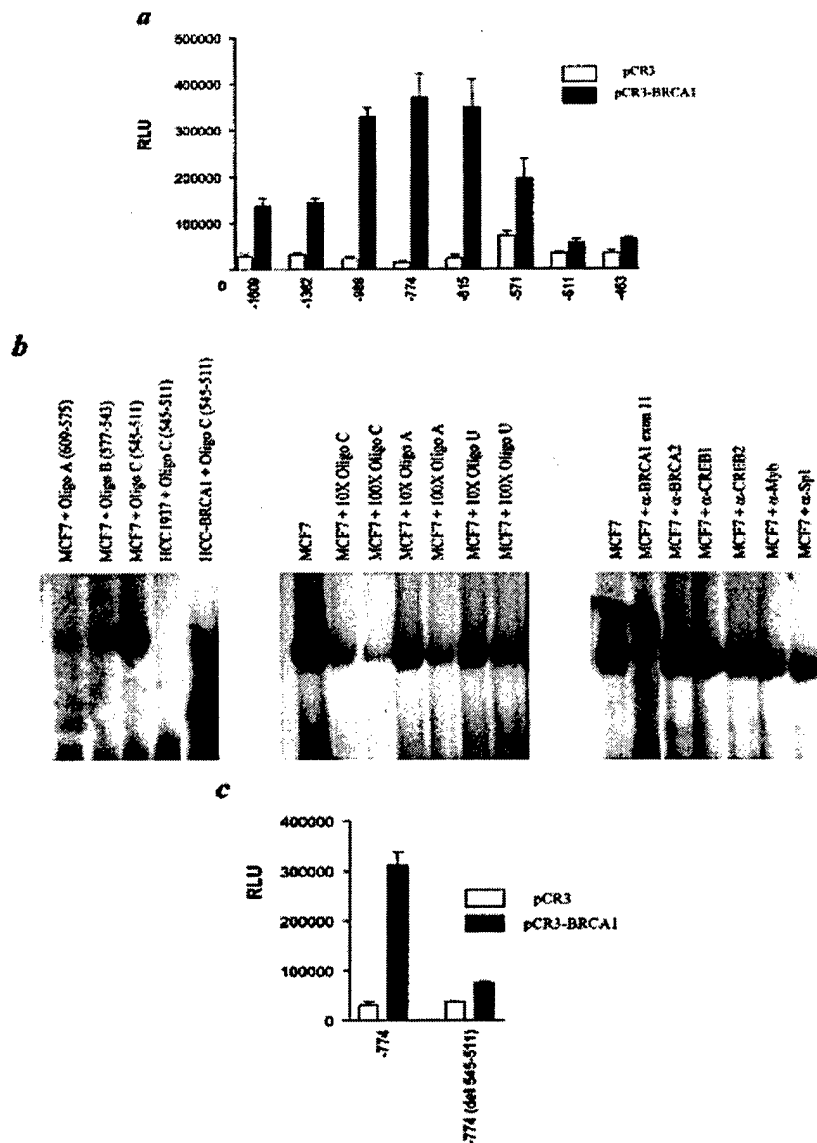 a
500000
400000
300000
200000
100000
0
RLU
pCR3
pCR3-BRCA1
-1609
-1362
-988
-774
-615
-571
-511
-463
b
MCF7 + Oligo A (609-575)
MCF7 + Oligo B (577-543)
MCF7 + Oligo C (545-511)
HCC1937 + Oligo C (545-511)
HCC-BRCA1 + Oligo C (545-511)
MCF7
MCF7 + 10X Oligo C
MCF7 + 100X Oligo C
MCF7 + 10X Oligo A
MCF7 + 100X Oligo A
MCF7 + 10X Oligo U
MCF7 + 100X Oligo U
MCF7
MCF7 + α-BRCA1 exon 11
MCF7 + α-BRCA2
MCF7 + α-CREB1
MCF7 + α-CREB2
MCF7 + α-Myb
MCF7 + α-Sp1
c
400000
300000
200000
100000
0
RLU
pCR3
pCR3-BRCA1
-774
-774 (del 545-511)